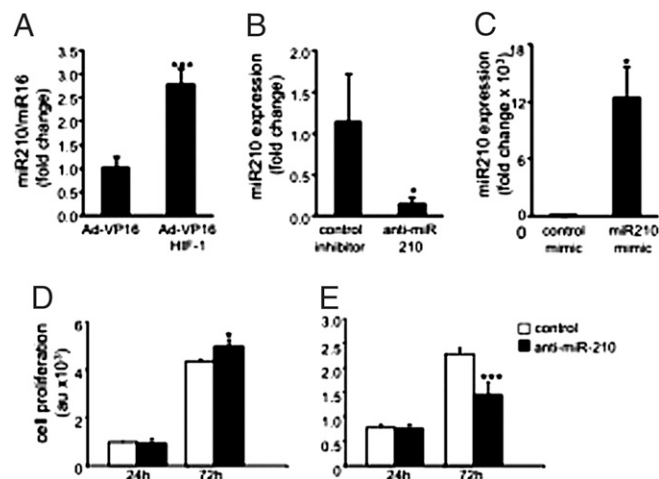 A
miR210/miR16
(fold change)
3.5
3.0
2.5
2.0
1.5
1.0
0.5
0.0
***
Ad-VP16
Ad-VP16
HIF-1
B
miR210 expression
(fold change)
2.0
1.5
1.0
0.5
0.0
*
control
inhibitor
anti-miR
210
C
miR210 expression
(fold change x 10³)
18
12
6
0
0
*
control
mimic
miR210
mimic
D
cell proliferation
(au x10³)
6
4
2
0
*
24h
72h
E
2.5
2.0
1.5
1.0
0.5
0.0
***
24h
72h
control
anti-miR-210